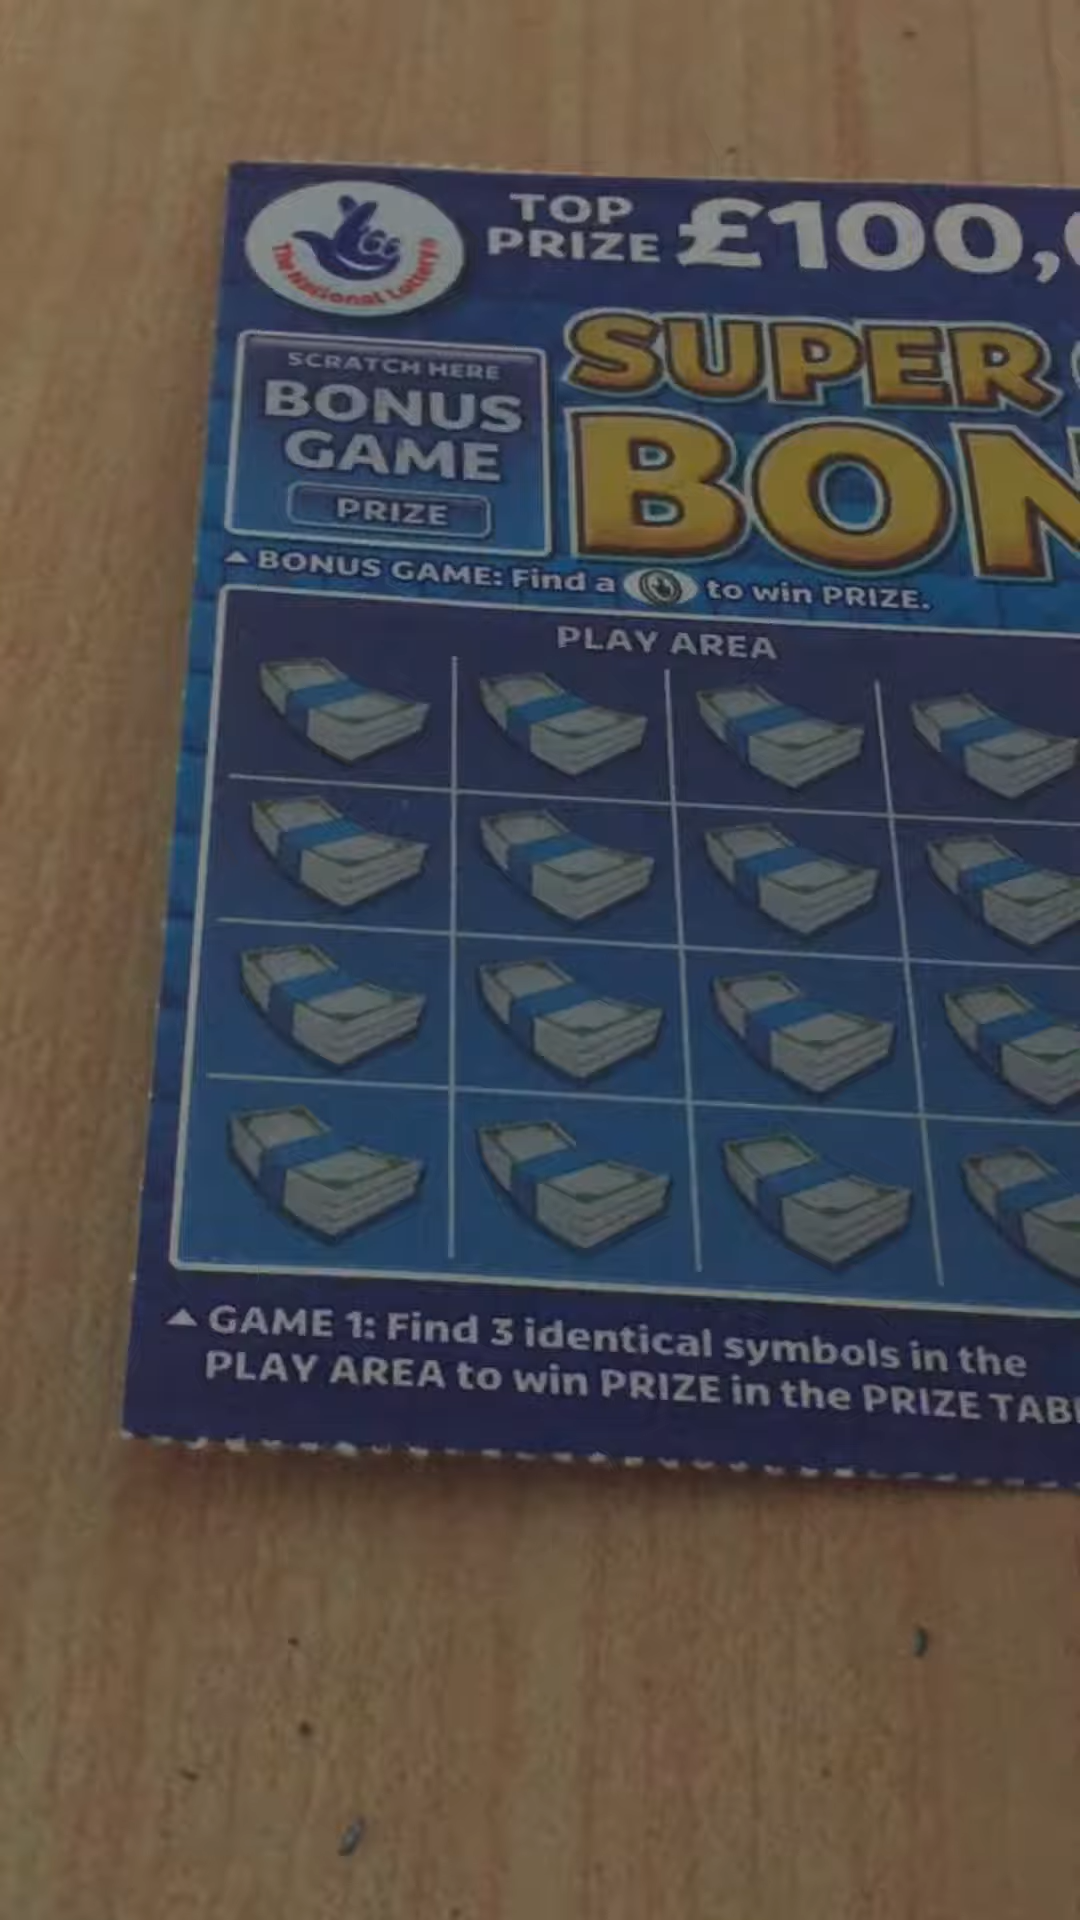 The National Lottery®
TOP
PRIZE £100,
SCRATCH HERE
BONUS
GAME
PRIZE
SUPER
BON
▲ BONUS GAME: Find a to win PRIZE.
PLAY AREA
▲ GAME 1: Find 3 identical symbols in the
PLAY AREA to win PRIZE in the PRIZE TAB